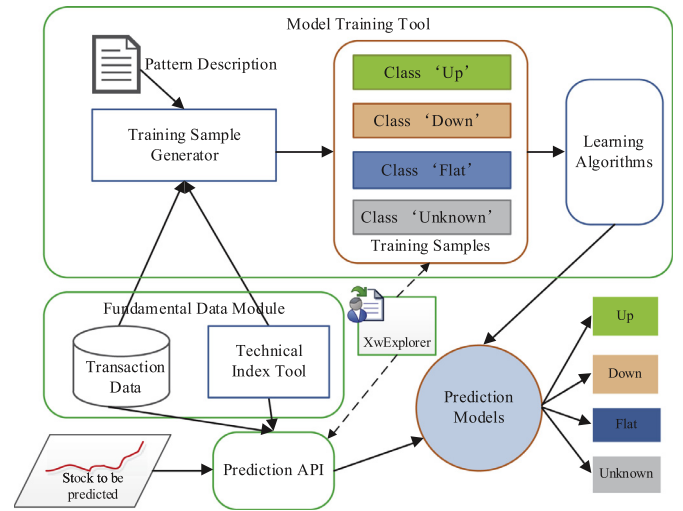 Model Training Tool
Pattern Description
Training Sample
Generator
Class ‘Up’
Class ‘Down’
Class ‘Flat’
Class ‘Unknown’
Training Samples
Learning
Algorithms
Fundamental Data Module
Transaction
Data
Technical
Index Tool
XwExplorer
Prediction
Models
Up
Down
Flat
Unknown
Stock to be
predicted
Prediction API